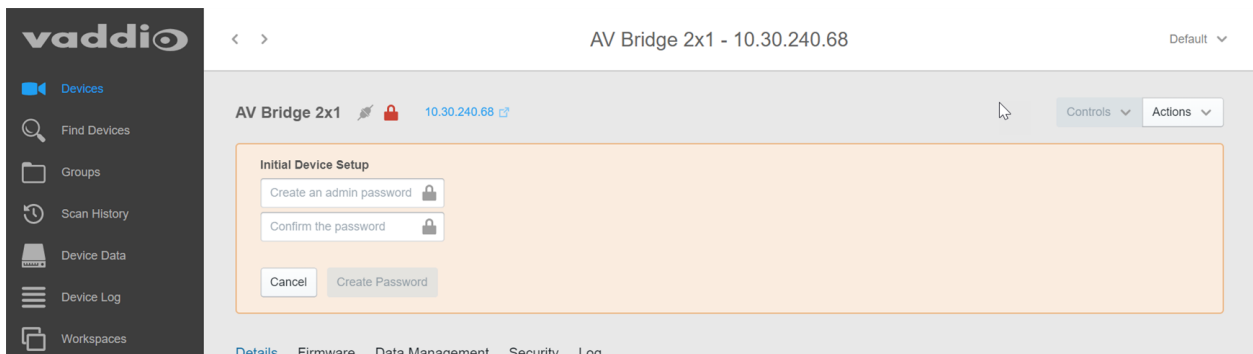 vaddio
AV Bridge 2x1 - 10.30.240.68
Default
Devices
Find Devices
Groups
Scan History
Device Data
Device Log
Workspaces
AV Bridge 2x1
10.30.240.68
Controls
Actions
Initial Device Setup
Create an admin password
Confirm the password
Cancel
Create Password
Details
Firmware
Data Management
Security
Log